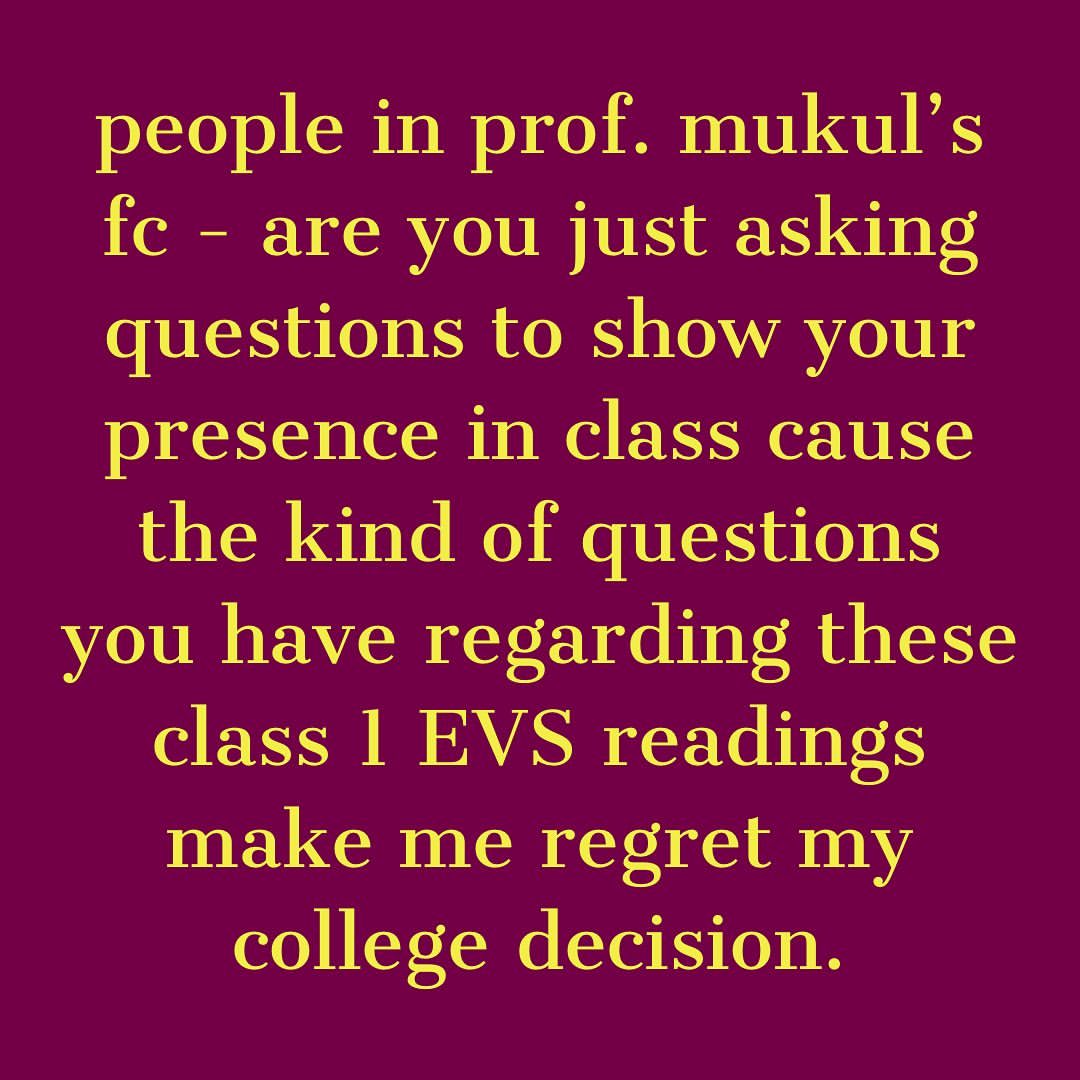 people in prof. mukul’s
fc - are you just asking
questions to show your
presence in class cause
the kind of questions
you have regarding these
class 1 EVS readings
make me regret my
college decision.